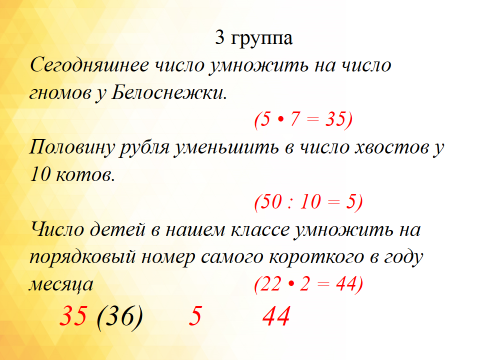 3 группа
Сегодняшнее число умножить на число
гномов у Белоснежки.
(5 • 7 = 35)
Половину рубля уменьшить в число хвостов у
10 котов.
(50 : 10 = 5)
Число детей в нашем классе умножить на
порядковый номер самого короткого в году
месяца (22 • 2 = 44)
35 (36) 5 44